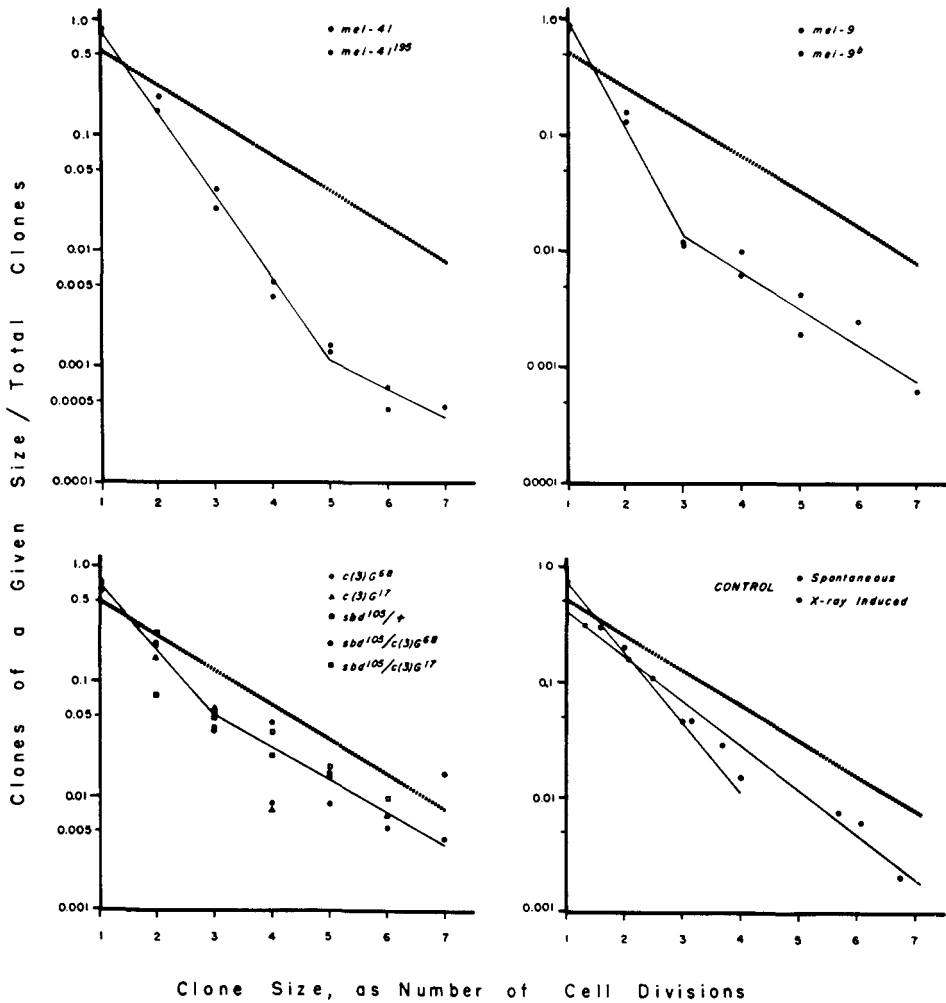 Clones of a Given Size / Total Clones
1.0
0.5
0.1
0.05
0.01
0.005
0.001
0.0005
0.0001
1 2 3 4 5 6 7
mei-41
mei-41¹⁹⁵
1.0
0.1
0.01
0.001
0.0001
1 2 3 4 5 6 7
mei-9
mei-9ᵇ
1.0
0.5
0.1
0.05
0.01
0.005
0.001
1 2 3 4 5 6 7
c(3)G⁶⁸
c(3)G¹⁷
sbd¹⁰⁵/+
sbd¹⁰⁵/c(3)G⁶⁸
sbd¹⁰⁵/c(3)G¹⁷
1.0
0.1
0.01
.001
1 2 3 4 5 6 7
CONTROL
Spontaneous
X-ray Induced
Clone Size, as Number of Cell Divisions